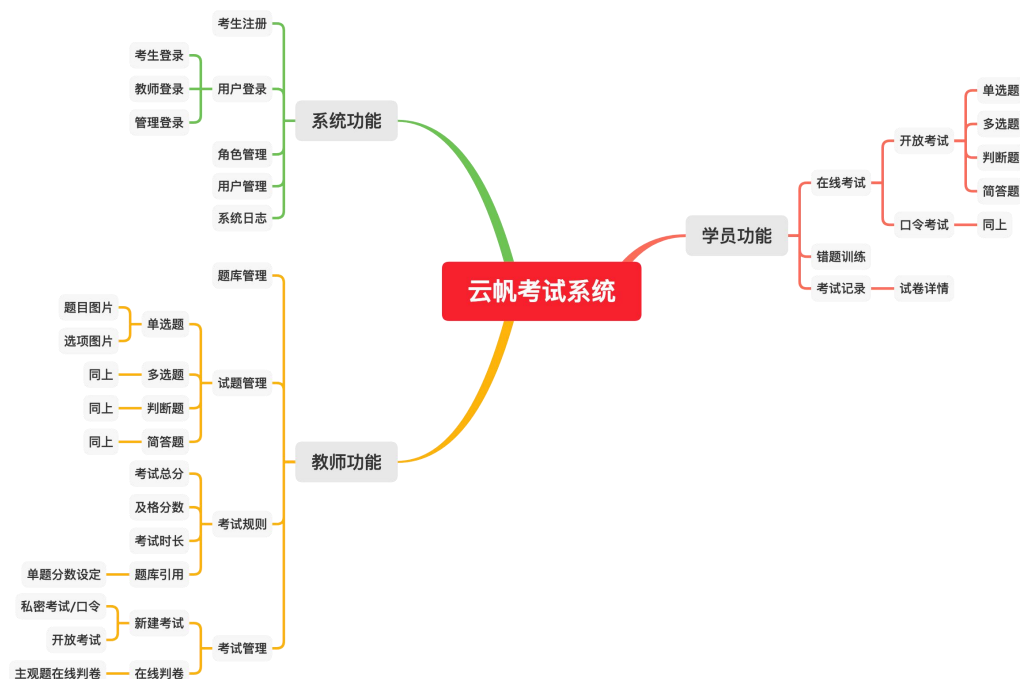 云帆考试系统
系统功能
考生注册
用户登录
考生登录
教师登录
管理登录
角色管理
用户管理
系统日志
教师功能
题库管理
试题管理
单选题
题目图片
选项图片
多选题
同上
判断题
同上
简答题
同上
考试规则
考试总分
及格分数
考试时长
题库引用
单题分数设定
考试管理
新建考试
私密考试/口令
开放考试
在线判卷
主观题在线判卷
学员功能
在线考试
开放考试
单选题
多选题
判断题
简答题
口令考试
同上
错题训练
考试记录
试卷详情